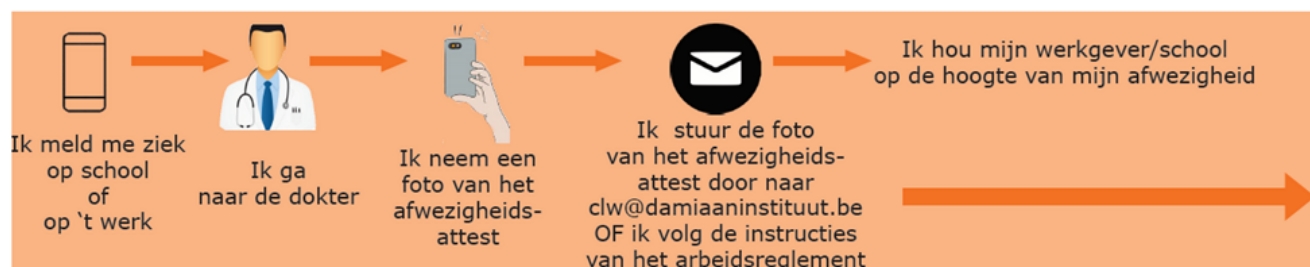 Ik meld me ziek
op school
of
op ‘t werk
Ik ga
naar de dokter
Ik neem een
foto van het
afwezigheids-
attest
Ik stuur de foto
van het afwezigheids-
attest door naar
clw@damiaaninstituut.be
OF ik volg de instructies
van het arbeidsreglement
Ik hou mijn werkgever/school
op de hoogte van mijn afwezigheid